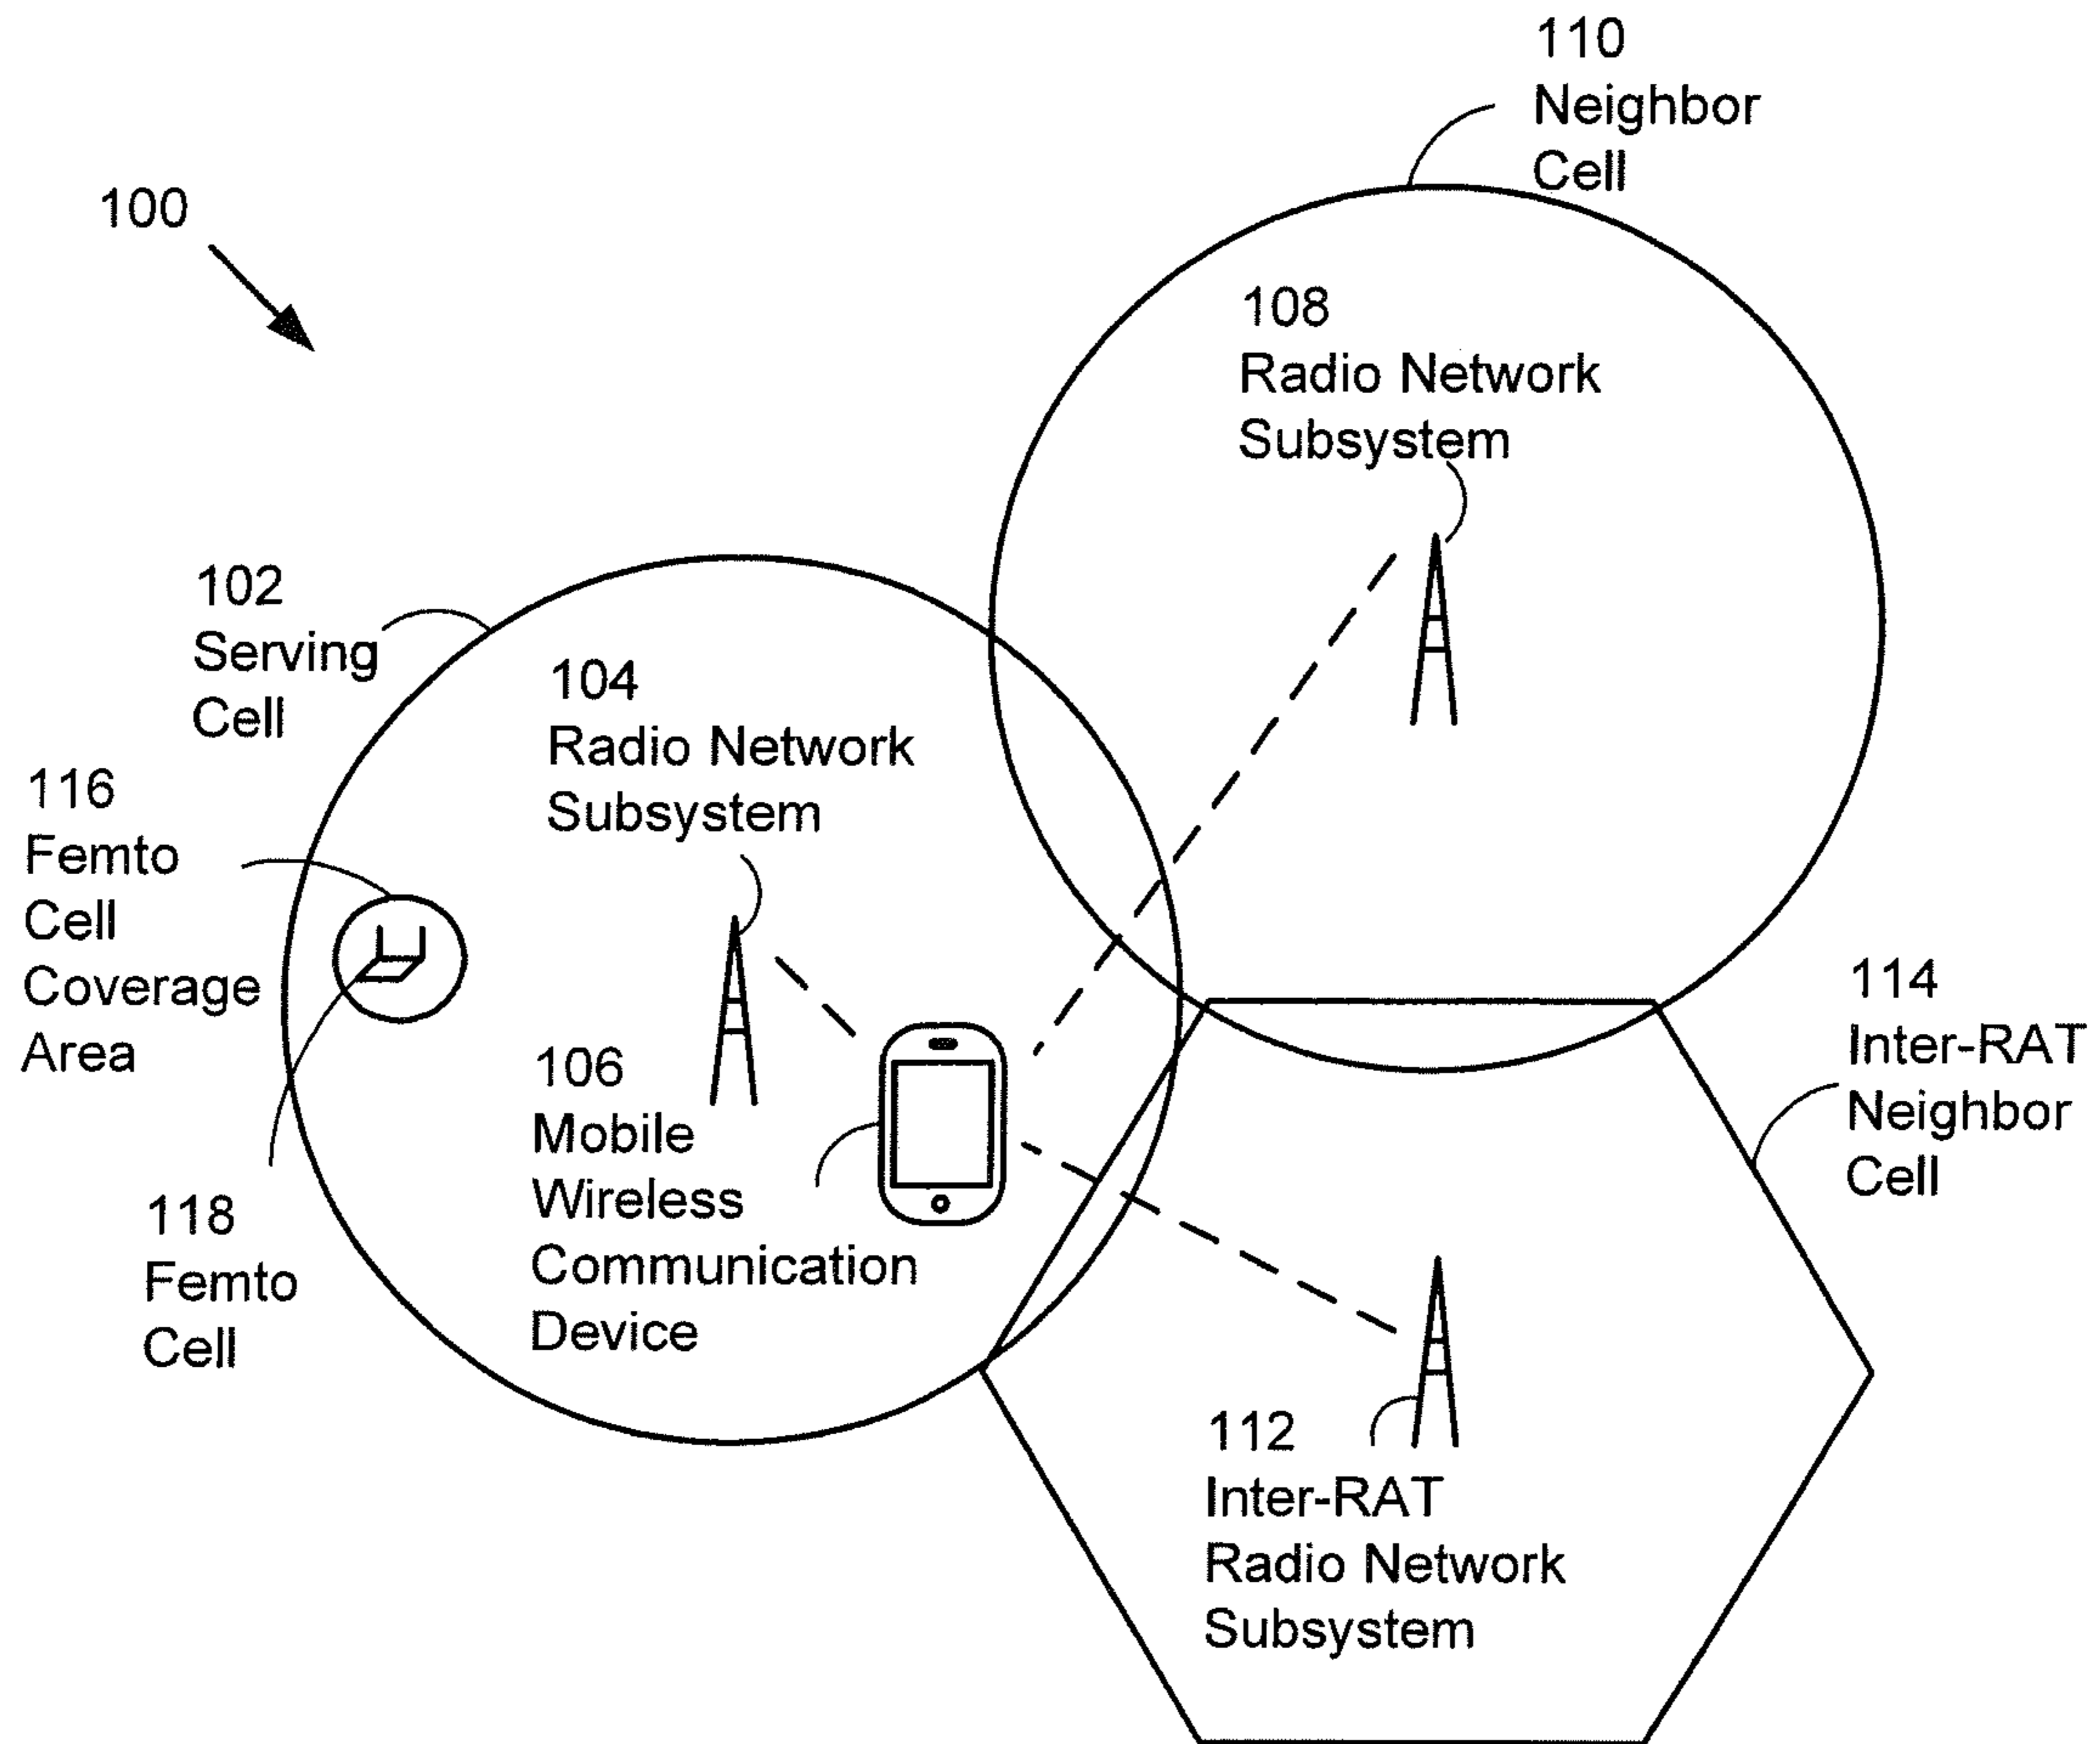 110
Neighbor
Cell
100
108
Radio Network
Subsystem
102
Serving
Cell
104
Radio Network
Subsystem
116
Femto
Cell
Coverage
Area
114
Inter-RAT
Neighbor
Cell
106
Mobile
Wireless
Communication
Device
118
Femto
Cell
112
Inter-RAT
Radio Network
Subsystem